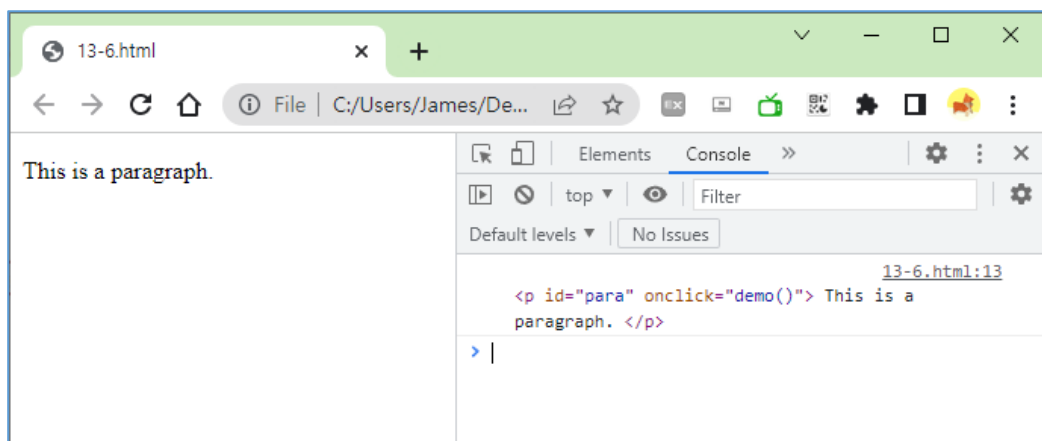 13-6.html
File | C:/Users/James/De...
This is a paragraph.
Elements Console
top Filter
Default levels No Issues
13-6.html:13
<p id="para" onclick="demo()"> This is a
paragraph. </p>